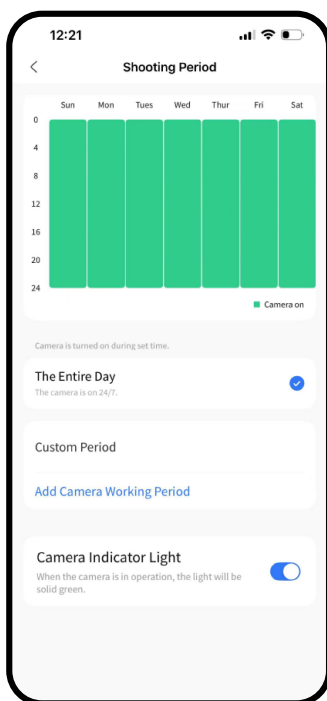 12:21
Shooting Period
Sun Mon Tues Wed Thur Fri Sat
0
4
8
12
16
20
24
Camera on
Camera is turned on during set time.
The Entire Day
The camera is on 24/7.
Custom Period
Add Camera Working Period
Camera Indicator Light
When the camera is in operation, the light will be
solid green.